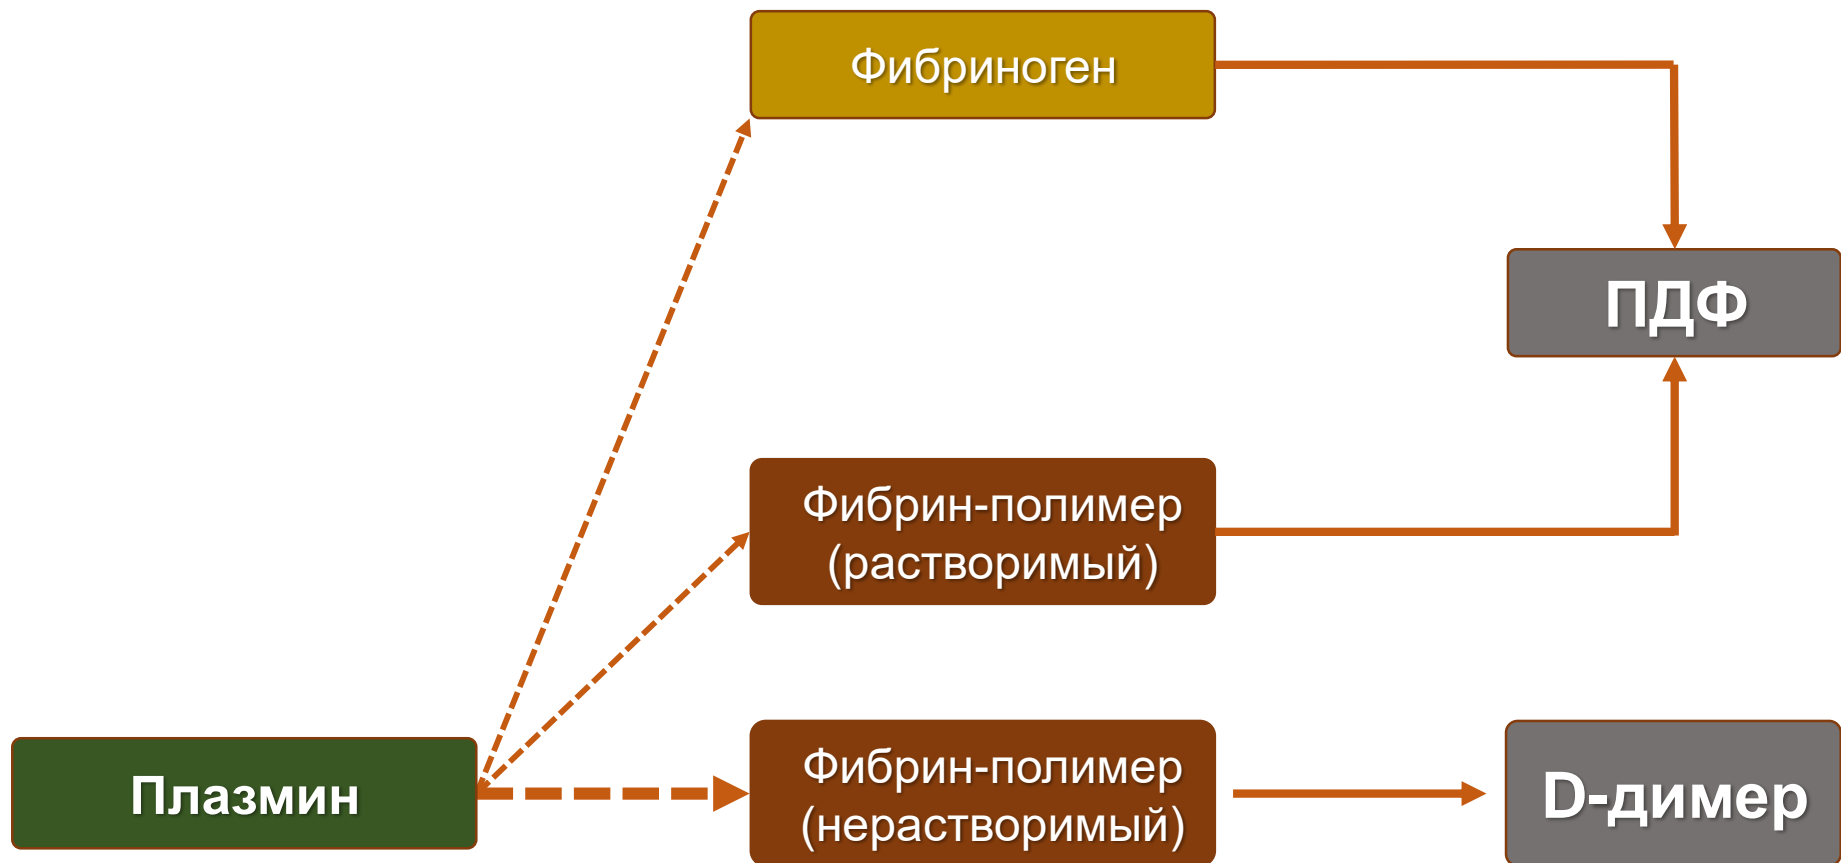 Фибриноген
ПДФ
Фибрин-полимер
(растворимый)
Плазмин
Фибрин-полимер
(нерастворимый)
D-димер